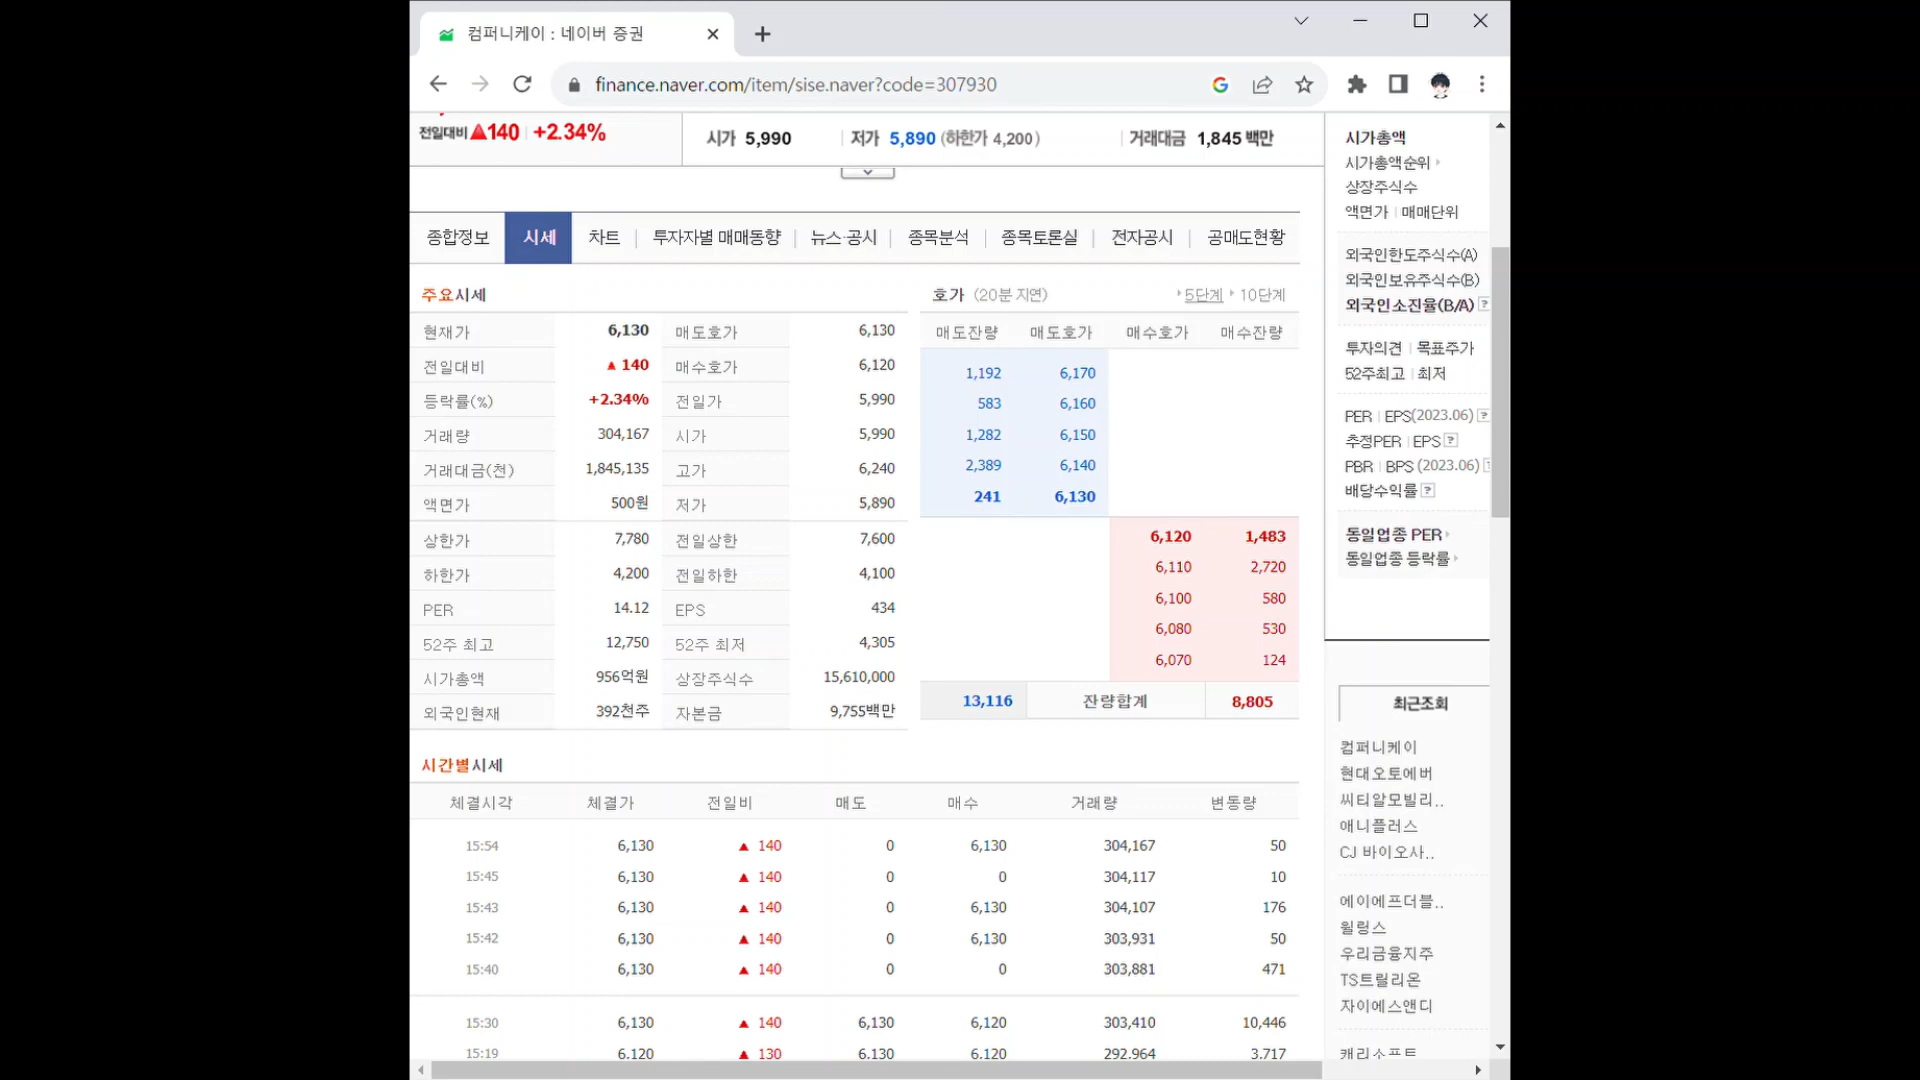 컴퍼니케이 : 네이버 증권
finance.naver.com/item/sise.naver?code=307930
전일대비 ▲140 +2.34%
시가 5,990 저가 5,890 (하한가 4,200) 거래대금 1,845 백만
종합정보 시세 차트 투자자별 매매동향 뉴스·공시 종목분석 종목토론실 전자공시 공매도현황
주요시세
현재가 6,130 매도호가 6,130
전일대비 ▲ 140 매수호가 6,120
등락률(%) +2.34% 전일가 5,990
거래량 304,167 시가 5,990
거래대금(천) 1,845,135 고가 6,240
액면가 500원 저가 5,890
상한가 7,780 전일상한 7,600
하한가 4,200 전일하한 4,100
PER 14.12 EPS 434
52주 최고 12,750 52주 최저 4,305
시가총액 956억원 상장주식수 15,610,000
외국인현재 392천주 자본금 9,755백만
호가 (20분 지연) 5단계 10단계
매도잔량 매도호가 매수호가 매수잔량
1,192 6,170
583 6,160
1,282 6,150
2,389 6,140
241 6,130
6,120 1,483
6,110 2,720
6,100 580
6,080 530
6,070 124
13,116 잔량합계 8,805
시간별시세
체결시각 체결가 전일비 매도 매수 거래량 변동량
15:54 6,130 ▲ 140 0 6,130 304,167 50
15:45 6,130 ▲ 140 0 0 304,117 10
15:43 6,130 ▲ 140 0 6,130 304,107 176
15:42 6,130 ▲ 140 0 6,130 303,931 50
15:40 6,130 ▲ 140 0 0 303,881 471
15:30 6,130 ▲ 140 6,130 6,120 303,410 10,446
15:19 6,120 ▲ 130 6,130 6,120 292,964 3,717
시가총액
시가총액순위
상장주식수
액면가 | 매매단위
외국인한도주식수(A)
외국인보유주식수(B)
외국인소진율(B/A) ?
투자의견 | 목표주가
52주최고 | 최저
PER | EPS(2023.06) ?
추정PER | EPS ?
PBR | BPS (2023.06) ?
배당수익률 ?
동일업종 PER
동일업종 등락률
최근조회
컴퍼니케이
현대오토에버
씨티알모빌리..
애니플러스
CJ 바이오사..
에이에프더블..
윌링스
우리금융지주
TS트릴리온
자이에스앤디
캐리소프트